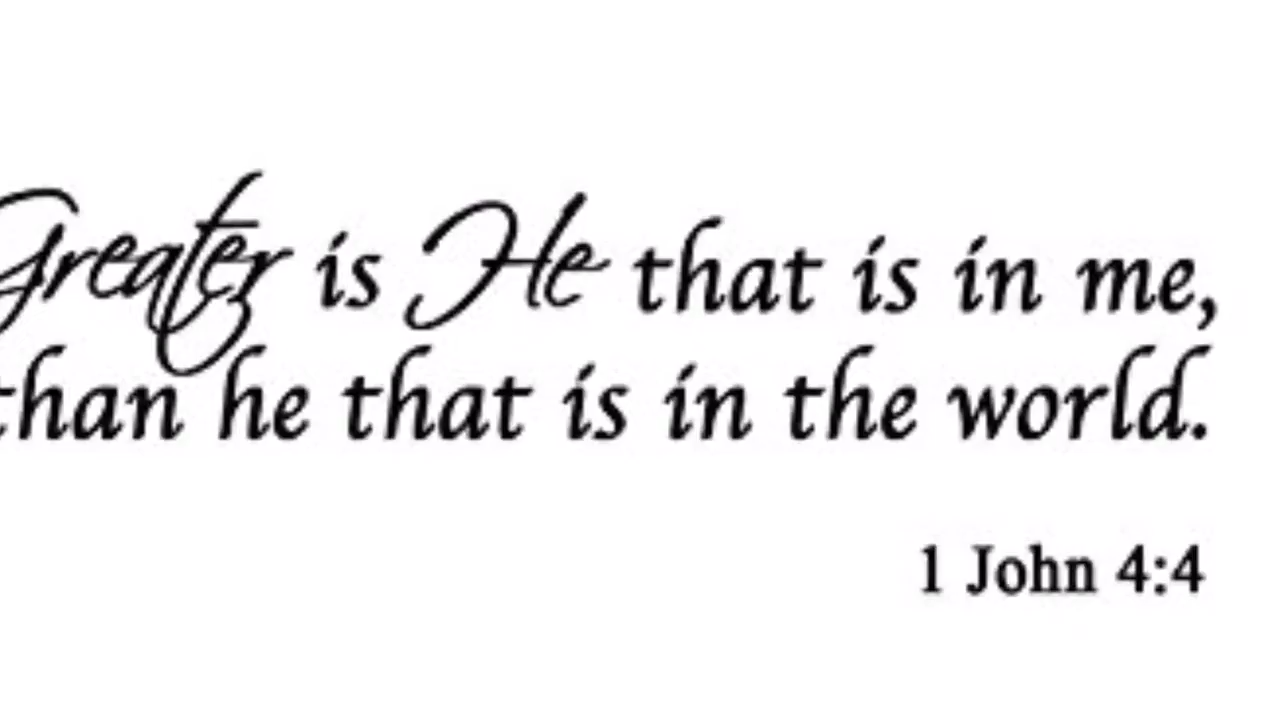 Greater is He that is in me,
than he that is in the world.
1 John 4:4